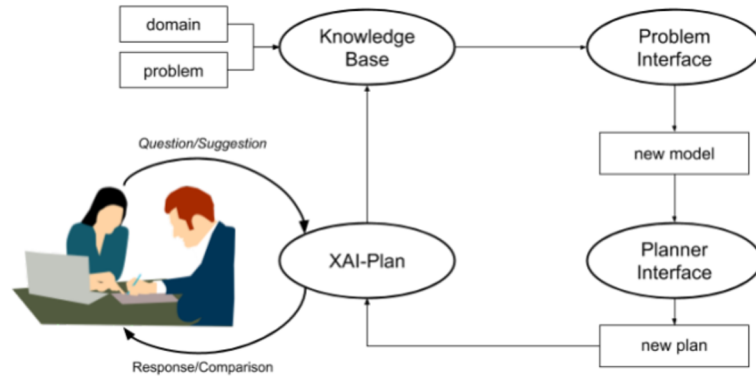 domain
problem
Knowledge
Base
Problem
Interface
Question/Suggestion
new model
XAI-Plan
Planner
Interface
new plan
Response/Comparison